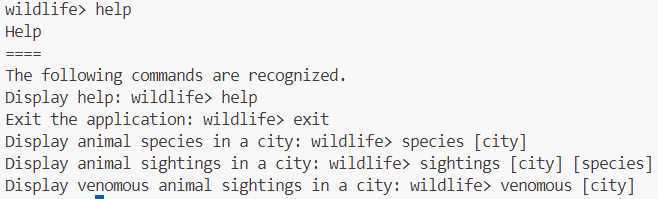 wildlife> help
Help
====
The following commands are recognized.
Display help: wildlife> help
Exit the application: wildlife> exit
Display animal species in a city: wildlife> species [city]
Display animal sightings in a city: wildlife> sightings [city] [species]
Display venomous animal sightings in a city: wildlife> venomous [city]